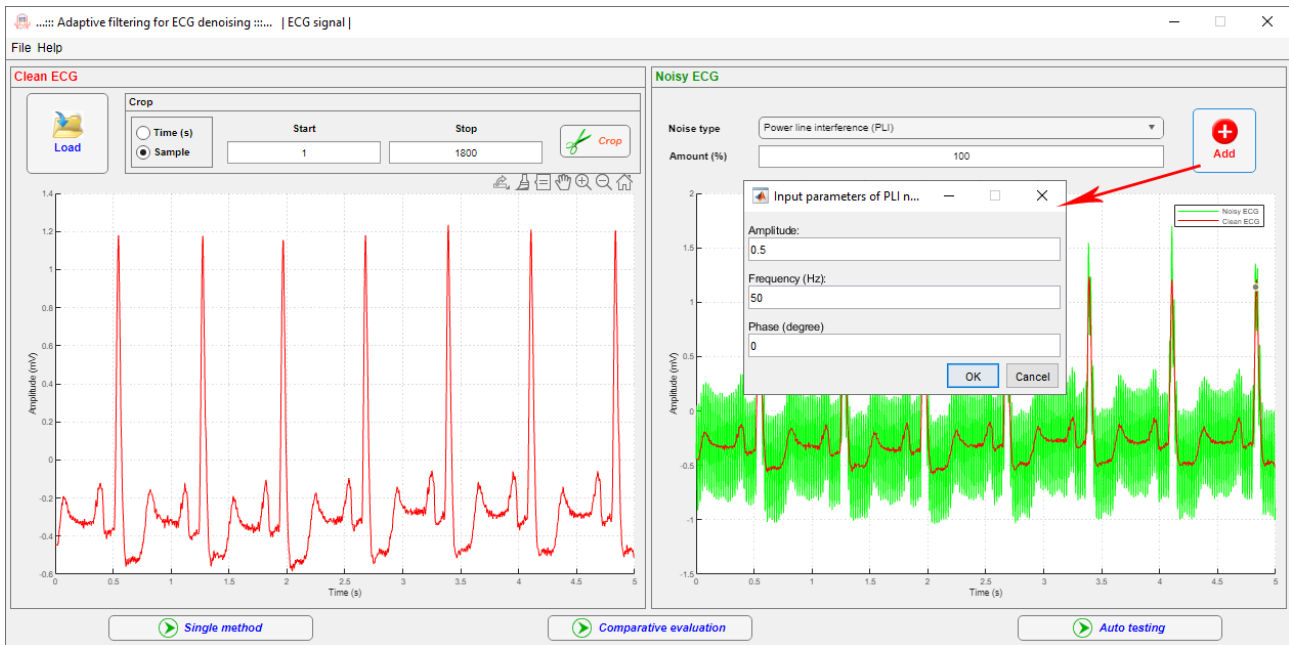 ...::: Adaptive filtering for ECG denoising :::... | ECG signal |
File Help
Clean ECG
Load
Crop
Time (s)
Sample
Start
Stop
1
1800
Crop
1.4
1.2
1
0.8
0.6
0.4
0.2
0
-0.2
-0.4
-0.6
Amplitude (mV)
0 0.5 1 1.5 2 2.5 3 3.5 4 4.5 5
Time (s)
Noisy ECG
Noise type
Power line interference (PLI)
Amount (%)
100
Add
Input parameters of PLI n...
Amplitude:
0.5
Frequency (Hz):
50
Phase (degree)
0
OK Cancel
Noisy ECG
Clean ECG
2
1.5
1
0.5
0
-0.5
-1
-1.5
Amplitude (mV)
0 0.5 1 1.5 2 2.5 3 3.5 4 4.5 5
Time (s)
Single method
Comparative evaluation
Auto testing